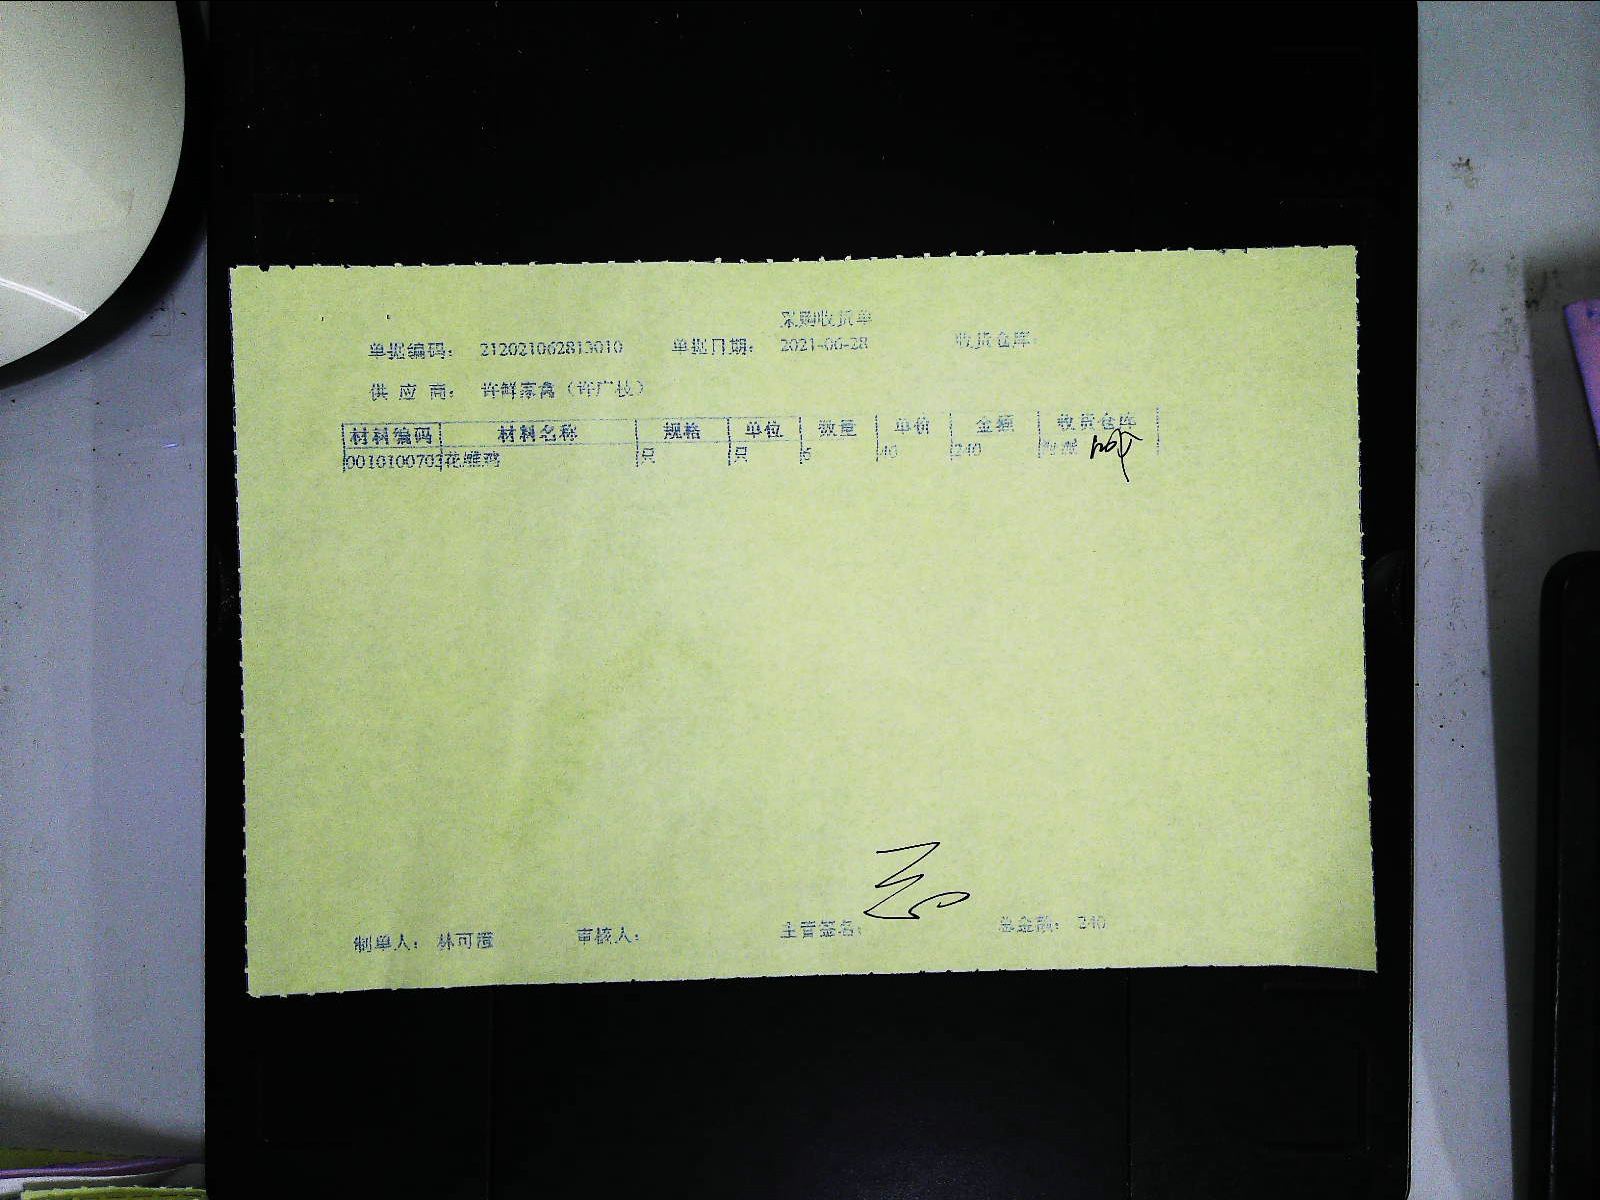 采购收货单
单据编码： 212021062813010 单据日期： 2021-06-28 收货仓库：
供 应 商： 许鲜家禽（许广枝）
材料编码 材料名称 规格 单位 数量 单价 金额 收货仓库
0010100703 花雕鸡 只 只 6 40 240
制单人： 林可澄 审核人： 主管签名： 总金额： 240